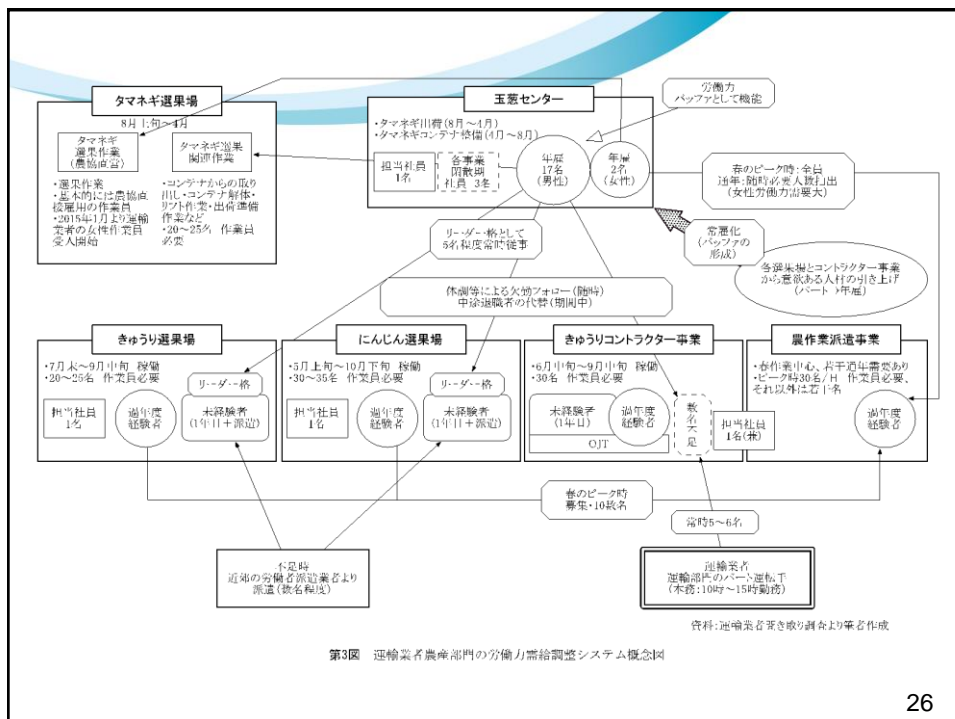 タマネギ選果場
8月上旬~4月
タマネギ
選果作業
(農協直営)
タマネギ選果
関連作業
・選果作業
・基本的には農協直
接雇用の作業員
・2015年1月より運輸
業者の女性作業員
受入開始
・コンテナからの取り
出し・コンテナ解体・
リフト作業・出荷準備
作業など
・20~25名 作業員
必要
玉葱センター
・タマネギ出荷(8月~4月)
・タマネギコンテナ整備(4月~8月)
担当社員
1名
各事業
閑散期
社員 3名
年雇
17名
(男性)
年雇
2名
(女性)
労働力
バッファとして機能
春のピーク時:全員
通年:随時必要人数拠出
(女性労働力需要大)
常雇化
(バッファの
形成)
各選果場とコントラクター事業
から意欲ある人材の引き上げ
(パート→年雇)
リーダー格として
5名程度常時従事
体調等による欠勤フォロー(随時)
中途退職者の代替(期間中)
きゅうり選果場
・7月末~9月中旬 稼働
・20~25名 作業員必要
担当社員
1名
過年度
経験者
リーダー格
未経験者
(1年目+派遣)
にんじん選果場
・5月上旬~10月下旬 稼働
・30~35名 作業員必要
担当社員
1名
過年度
経験者
リーダー格
未経験者
(1年目+派遣)
きゅうりコントラクター事業
・6月中旬~9月中旬 稼働
・30名 作業員必要
未経験者
(1年目)
過年度
経験者
OJT
数名不足
担当社員
1名(兼)
農作業派遣事業
・春作業中心、若干通年需要あり
・ピーク時30名/日 作業員必要、
それ以外は若干名
過年度
経験者
春のピーク時
募集・10数名
常時5~6名
不足時
近郊の労働者派遣業者より
派遣(数名程度)
運輸業者
運輸部門のパート運転手
(本務:10時~15時勤務)
資料:運輸業者聞き取り調査より筆者作成
第3図 運輸業者農産部門の労働力需給調整システム概念図
26